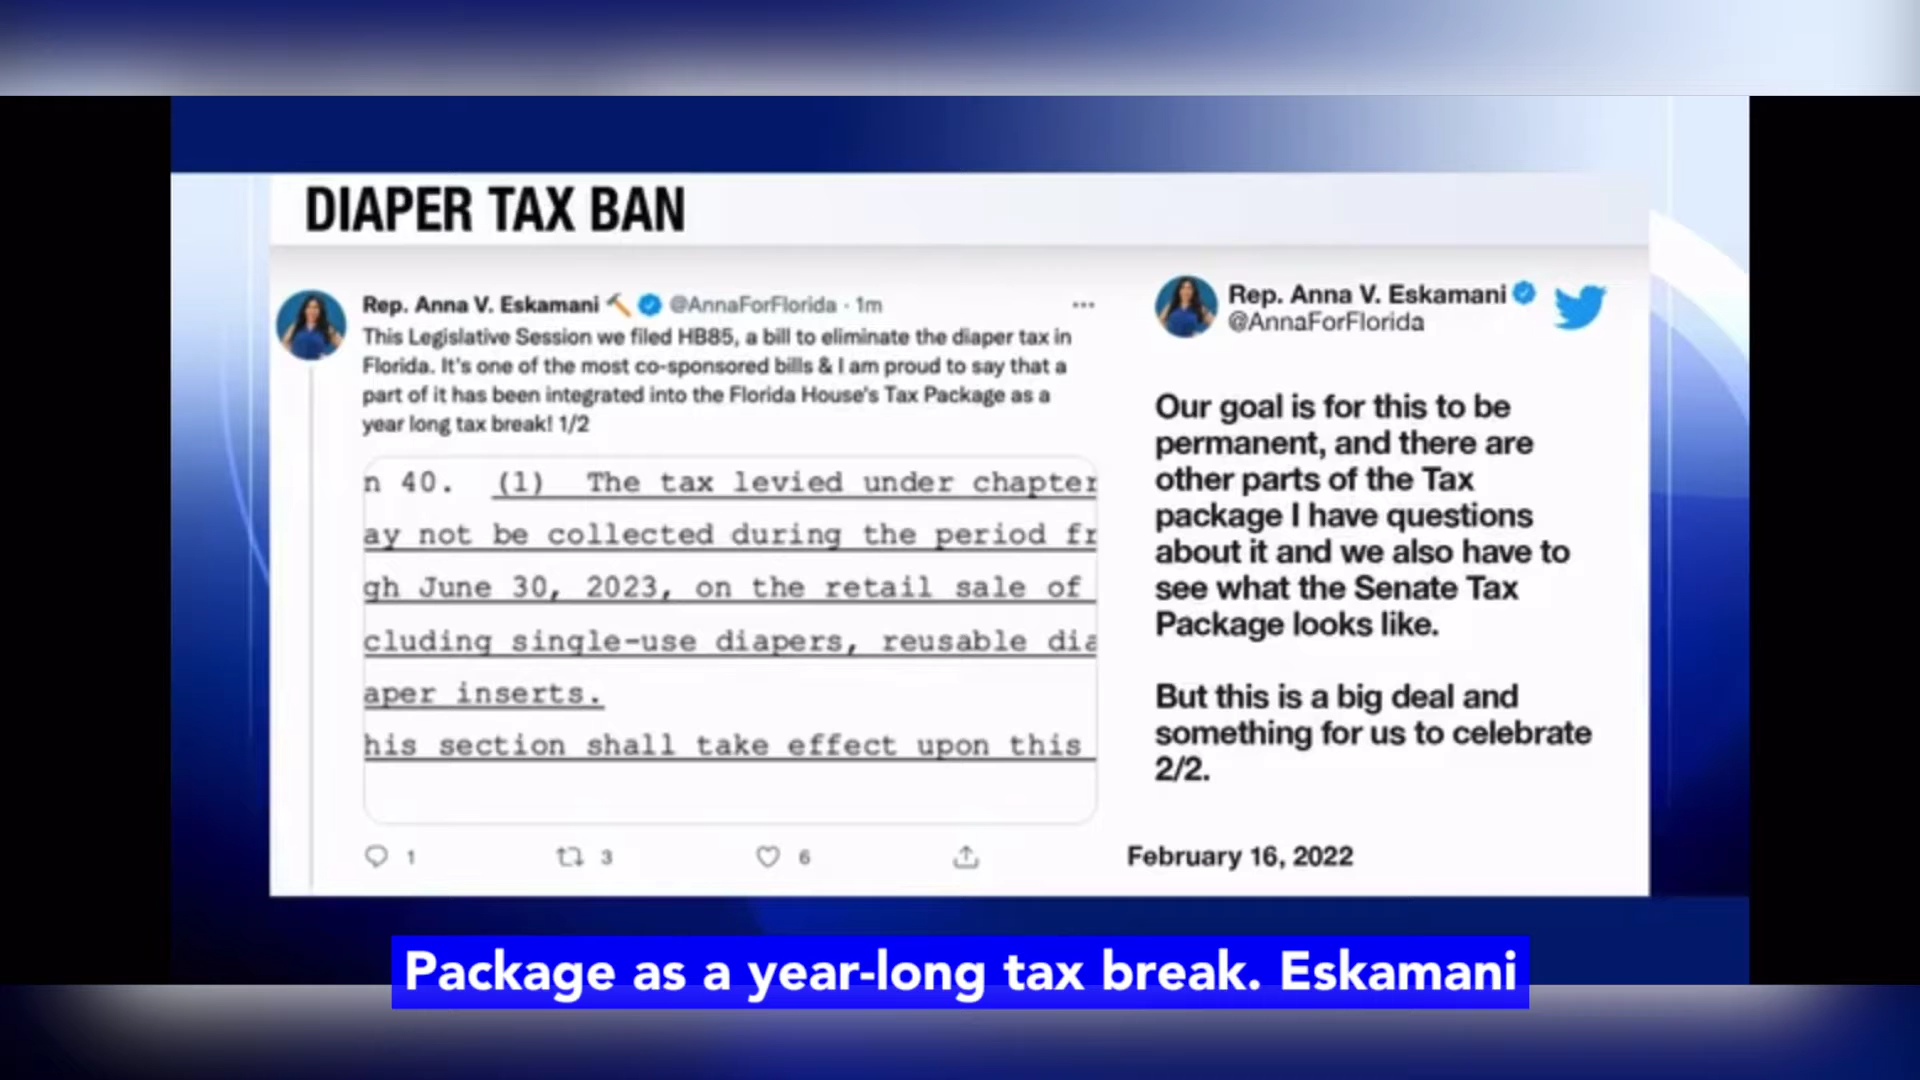 DIAPER TAX BAN
Rep. Anna V. Eskamani @AnnaForFlorida · 1m
This Legislative Session we filed HB85, a bill to eliminate the diaper tax in
Florida. It's one of the most co-sponsored bills & I am proud to say that a
part of it has been integrated into the Florida House's Tax Package as a
year long tax break! 1/2
n 40. (1) The tax levied under chapter
ay not be collected during the period fr
gh June 30, 2023, on the retail sale of
cluding single-use diapers, reusable dia
aper inserts.
his section shall take effect upon this
1 3 6
Rep. Anna V. Eskamani
@AnnaForFlorida
Our goal is for this to be
permanent, and there are
other parts of the Tax
package I have questions
about it and we also have to
see what the Senate Tax
Package looks like.
But this is a big deal and
something for us to celebrate
2/2.
February 16, 2022
Package as a year-long tax break. Eskamani